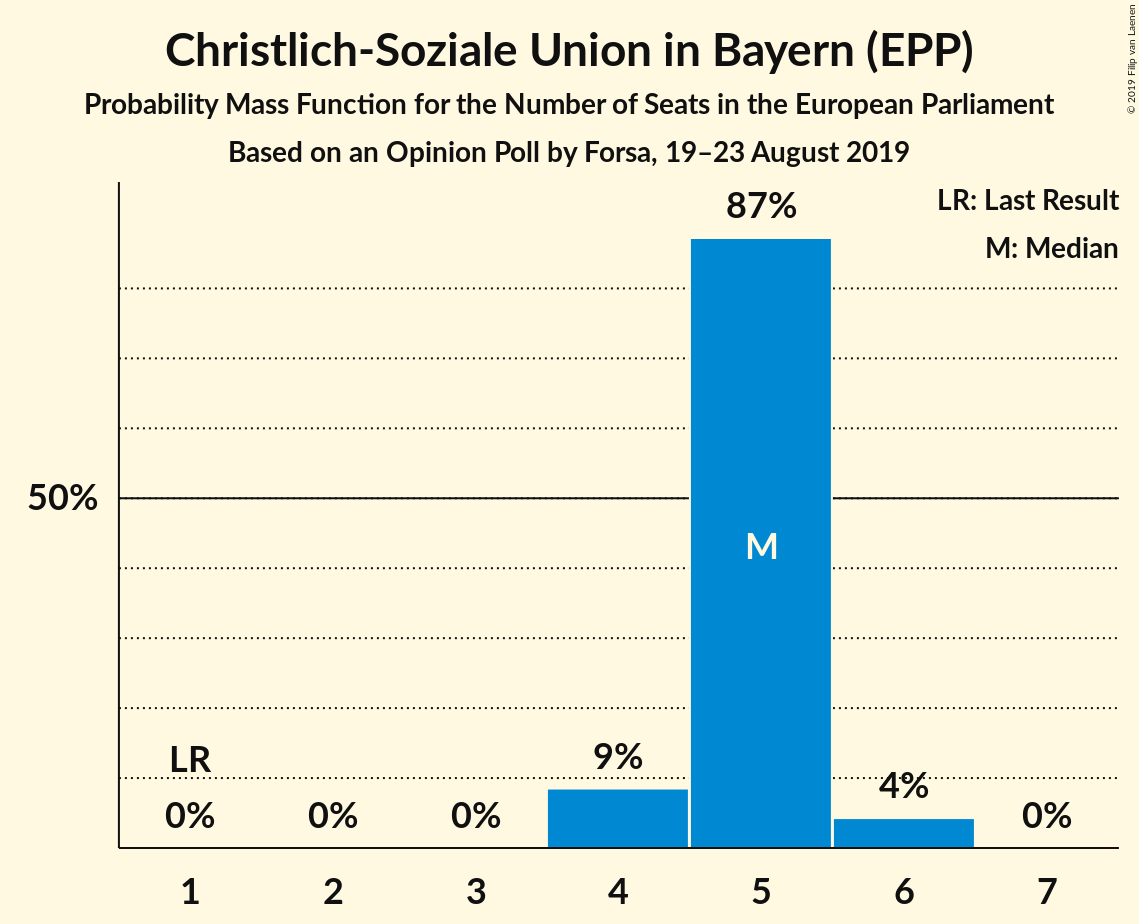 Christlich-Soziale Union in Bayern (EPP)
Probability Mass Function for the Number of Seats in the European Parliament
Based on an Opinion Poll by Forsa, 19–23 August 2019
© 2019 Filip van Laenen
LR: Last Result
M: Median
87%
50%
M
LR
9%
4%
0% 0% 0% 0%
1 2 3 4 5 6 7